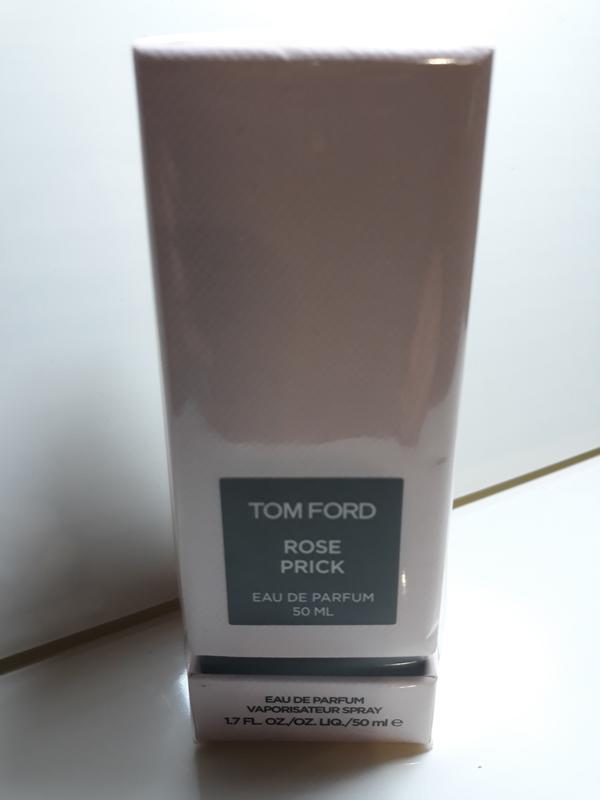 TOM FORD
ROSE
PRICK
EAU DE PARFUM
50 ML
EAU DE PARFUM
VAPORISATEUR SPRAY
1.7 FL. OZ./OZ. LIQ./50 ml ℮